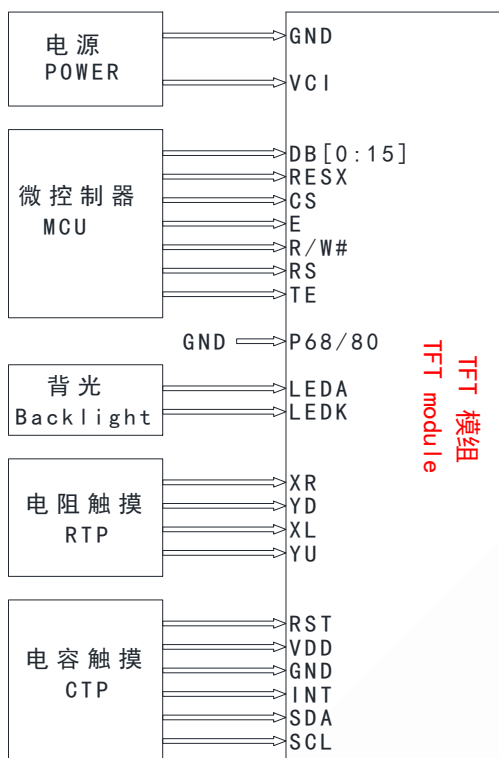 电源
POWER
GND
VCI
微控制器
MCU
DB[0:15]
RESX
CS
E
R/W#
RS
TE
GND
P68/80
背光
Backlight
LEDA
LEDK
电阻触摸
RTP
XR
YD
XL
YU
电容触摸
CTP
RST
VDD
GND
INT
SDA
SCL
TFT 模组
TFT module